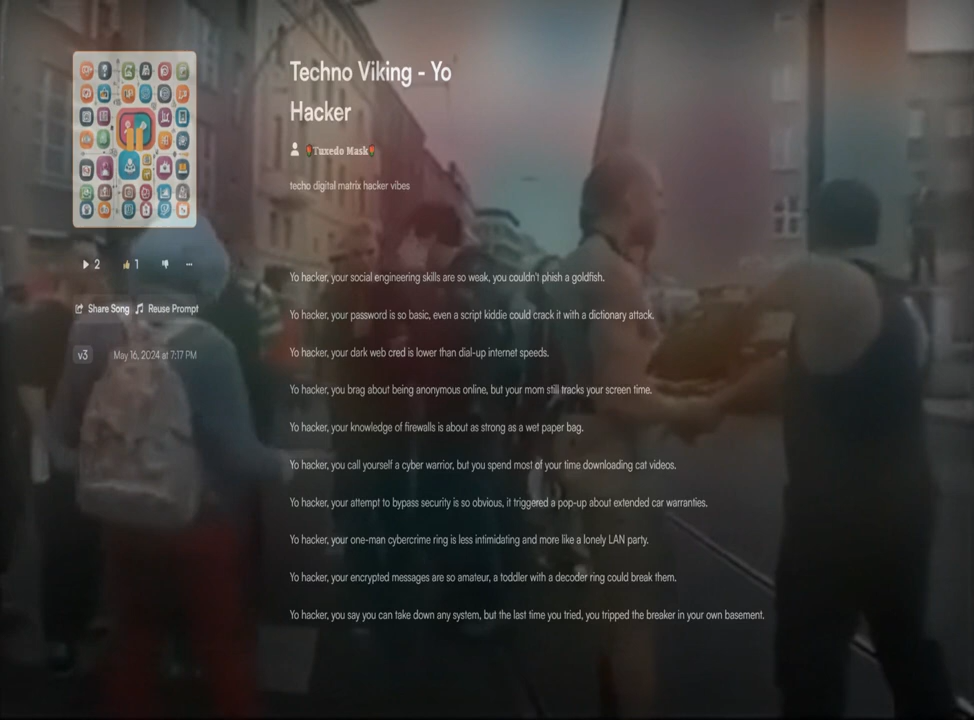 Techno Viking - Yo
Hacker
🌹Tuxedo Mask🌹
techo digital matrix hacker vibes
2
1
Share Song
Reuse Prompt
v3
May 16, 2024 at 7:17 PM
Yo hacker, your social engineering skills are so weak, you couldn't phish a goldfish.
Yo hacker, your password is so basic, even a script kiddie could crack it with a dictionary attack.
Yo hacker, your dark web cred is lower than dial-up internet speeds.
Yo hacker, you brag about being anonymous online, but your mom still tracks your screen time.
Yo hacker, your knowledge of firewalls is about as strong as a wet paper bag.
Yo hacker, you call yourself a cyber warrior, but you spend most of your time downloading cat videos.
Yo hacker, your attempt to bypass security is so obvious, it triggered a pop-up about extended car warranties.
Yo hacker, your one-man cybercrime ring is less intimidating and more like a lonely LAN party.
Yo hacker, your encrypted messages are so amateur, a toddler with a decoder ring could break them.
Yo hacker, you say you can take down any system, but the last time you tried, you tripped the breaker in your own basement.